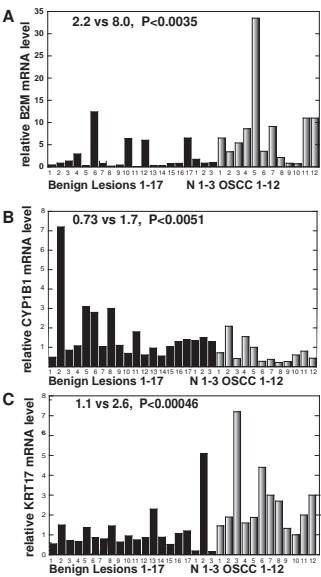 A
2.2 vs 8.0, P<0.0035
relative B2M mRNA level
35
30
25
20
15
10
5
0
1 2 3 4 5 6 7 8 9 10 11 12 13 14 15 16 17 1 2 3 1 2 3 4 5 6 7 8 9 10 11 12
Benign Lesions 1-17 N 1-3 OSCC 1-12
B
0.73 vs 1.7, P<0.0051
relative CYP1B1 mRNA level
8
7
6
5
4
3
2
1
0
1 2 3 4 5 6 7 8 9 10 11 12 13 14 15 16 17 1 2 3 1 2 3 4 5 6 7 8 9 10 11 12
Benign Lesions 1-17 N 1-3 OSCC 1-12
C
1.1 vs 2.6, P<0.00046
relative KRT17 mRNA level
8
7
6
5
4
3
2
1
0
1 2 3 4 5 6 7 8 9 10 11 12 13 14 15 16 17 1 2 3 1 2 3 4 5 6 7 8 9 10 11 12
Benign Lesions 1-17 N 1-3 OSCC 1-12